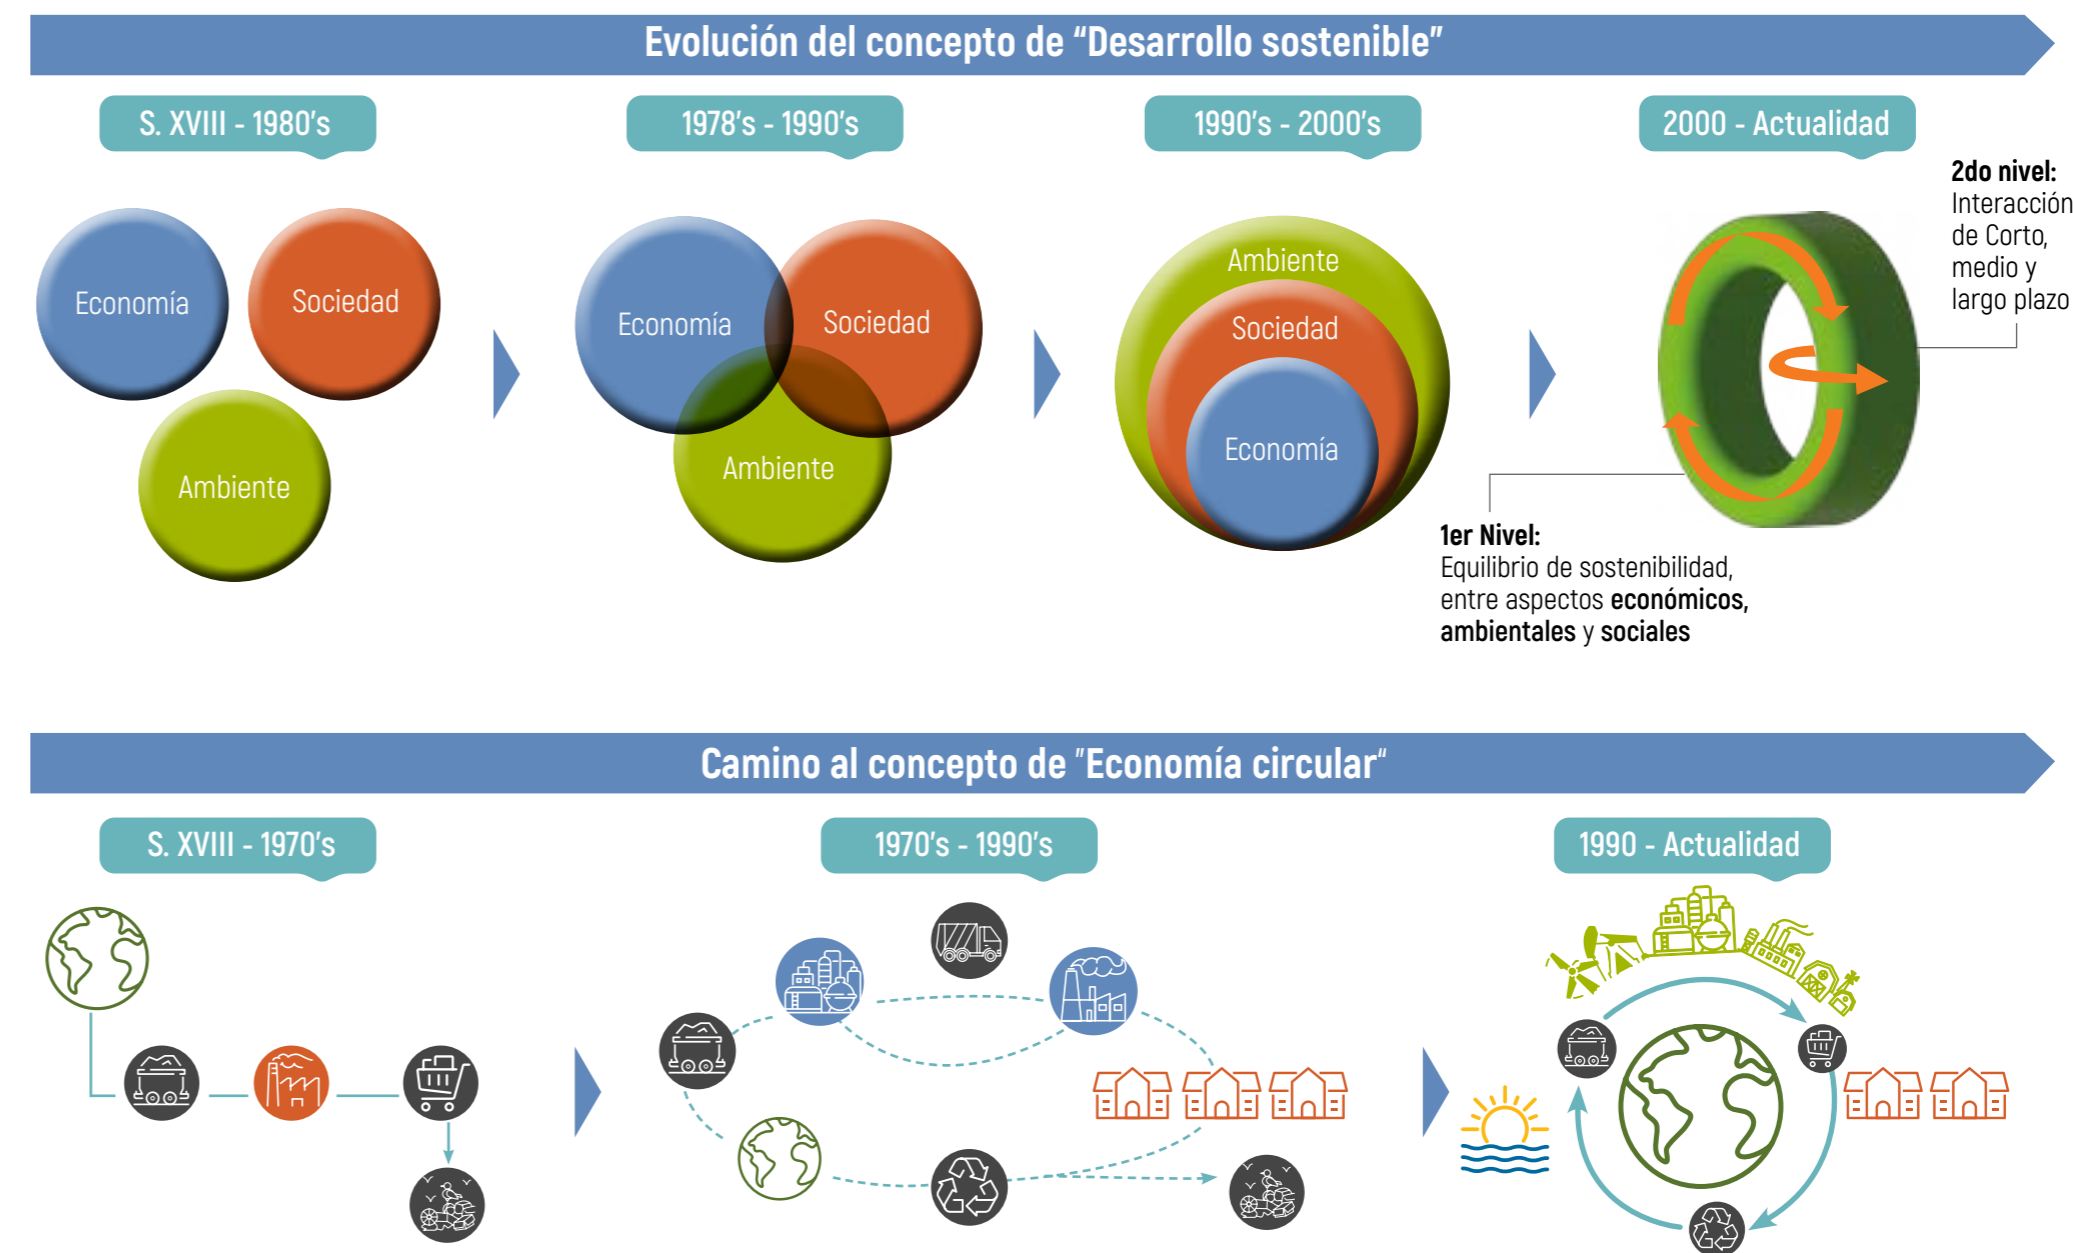 Evolución del concepto de “Desarrollo sostenible”
S. XVIII - 1980's
1978's - 1990's
1990's - 2000's
2000 - Actualidad
Economía
Sociedad
Ambiente
Economía
Sociedad
Ambiente
Ambiente
Sociedad
Economía
2do nivel:
Interacción
de Corto,
medio y
largo plazo
1er Nivel:
Equilibrio de sostenibilidad,
entre aspectos económicos,
ambientales y sociales
Camino al concepto de "Economía circular“
S. XVIII - 1970's
1970's - 1990's
1990 - Actualidad